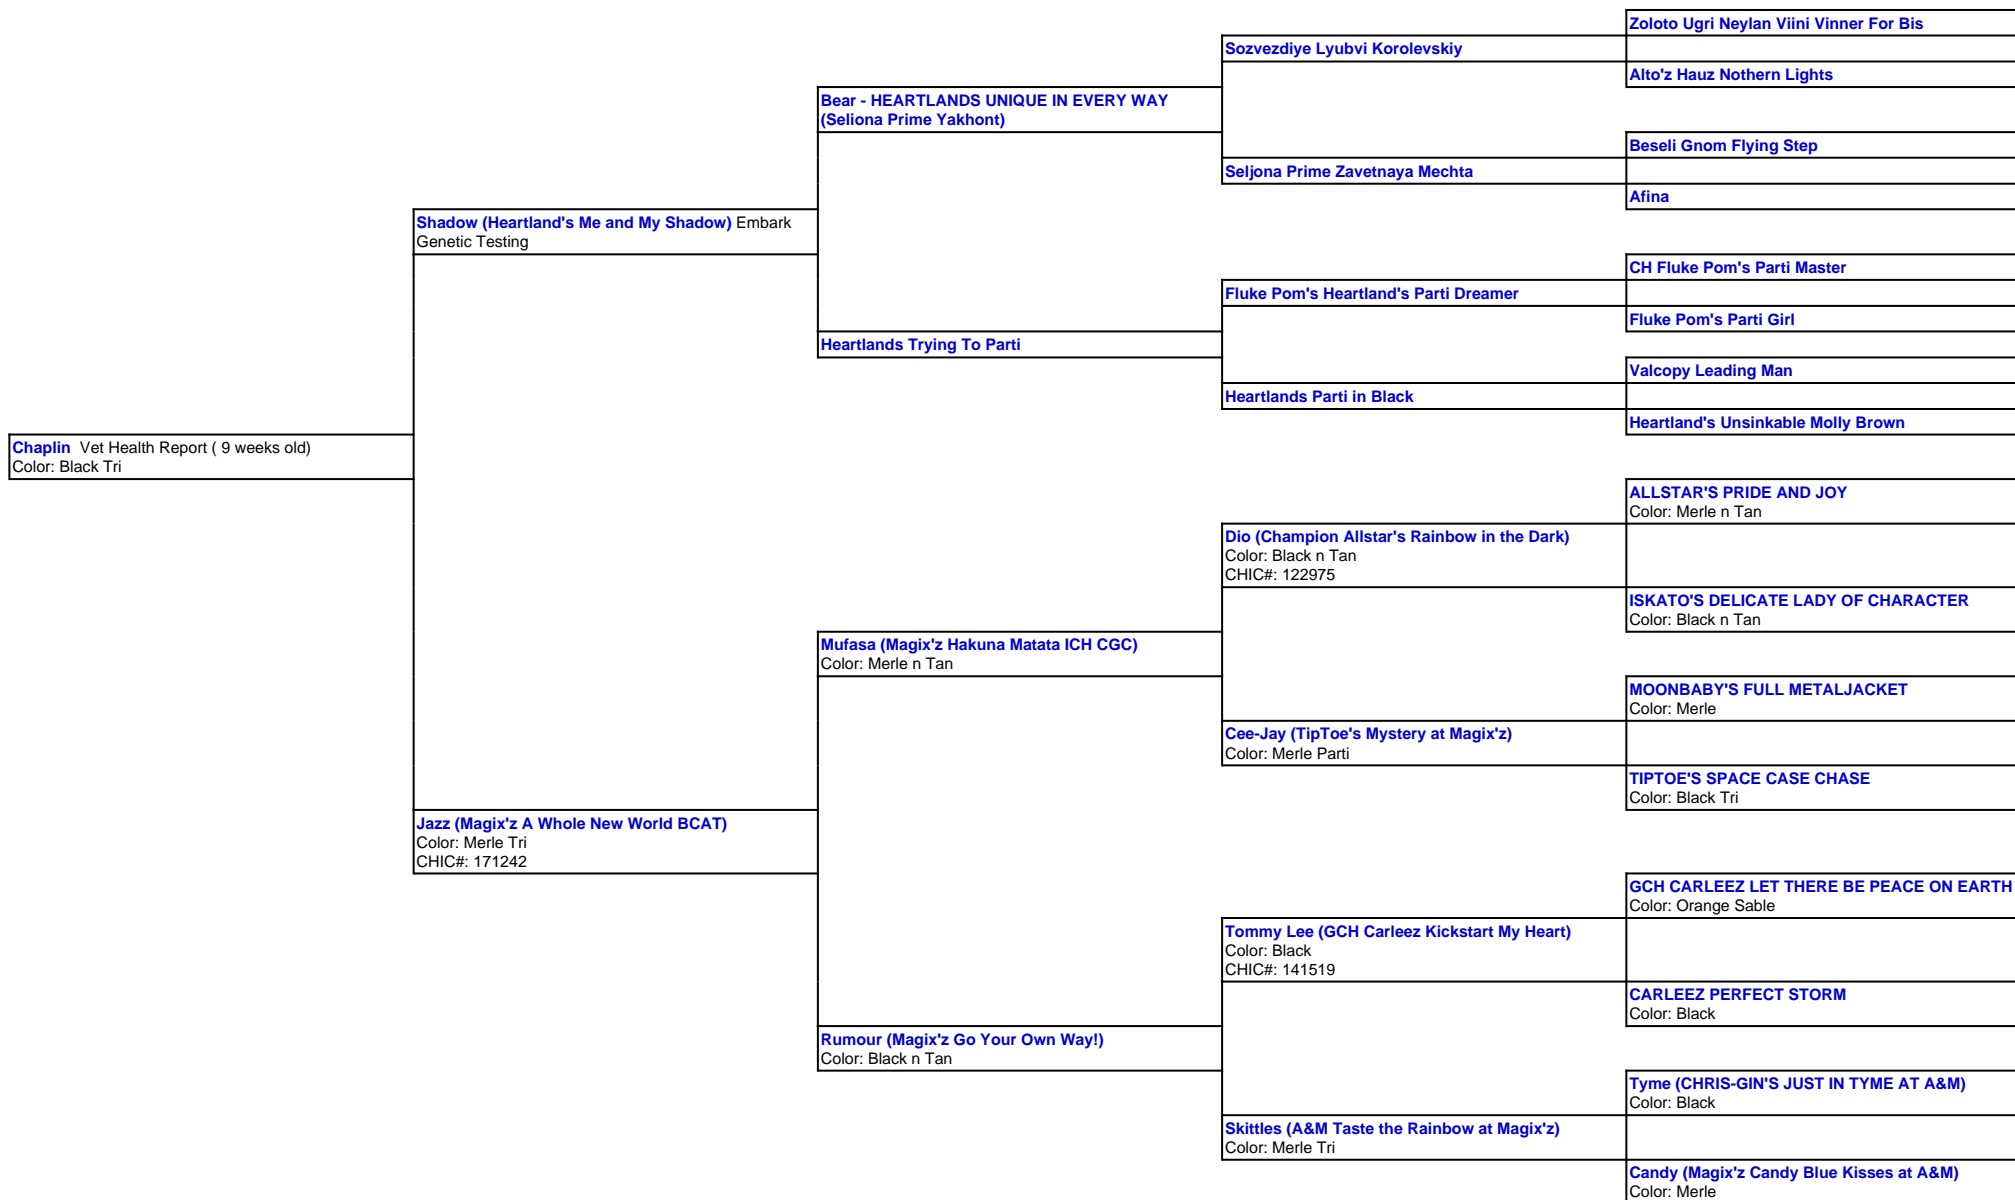 Zoloto Ugri Neylan Viini Vinner For Bis
Sozvezdiye Lyubvi Korolevskiy
Alto'z Hauz Nothern Lights
Bear - HEARTLANDS UNIQUE IN EVERY WAY
(Seliona Prime Yakhont)
Beseli Gnom Flying Step
Seljona Prime Zavetnaya Mechta
Afina
Shadow (Heartland's Me and My Shadow) Embark
Genetic Testing
CH Fluke Pom's Parti Master
Fluke Pom's Heartland's Parti Dreamer
Fluke Pom's Parti Girl
Heartlands Trying To Parti
Valcopy Leading Man
Heartlands Parti in Black
Heartland's Unsinkable Molly Brown
Chaplin Vet Health Report ( 9 weeks old)
Color: Black Tri
ALLSTAR'S PRIDE AND JOY
Color: Merle n Tan
Dio (Champion Allstar's Rainbow in the Dark)
Color: Black n Tan
CHIC#: 122975
ISKATO'S DELICATE LADY OF CHARACTER
Color: Black n Tan
Mufasa (Magix'z Hakuna Matata ICH CGC)
Color: Merle n Tan
MOONBABY'S FULL METALJACKET
Color: Merle
Cee-Jay (TipToe's Mystery at Magix'z)
Color: Merle Parti
TIPTOE'S SPACE CASE CHASE
Color: Black Tri
Jazz (Magix'z A Whole New World BCAT)
Color: Merle Tri
CHIC#: 171242
GCH CARLEEZ LET THERE BE PEACE ON EARTH
Color: Orange Sable
Tommy Lee (GCH Carleez Kickstart My Heart)
Color: Black
CHIC#: 141519
CARLEEZ PERFECT STORM
Color: Black
Rumour (Magix'z Go Your Own Way!)
Color: Black n Tan
Tyme (CHRIS-GIN'S JUST IN TYME AT A&M)
Color: Black
Skittles (A&M Taste the Rainbow at Magix'z)
Color: Merle Tri
Candy (Magix'z Candy Blue Kisses at A&M)
Color: Merle